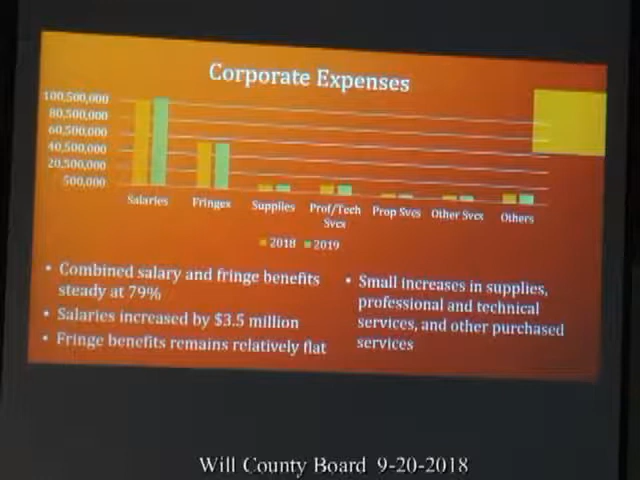 Corporate Expenses
100,500,000
80,500,000
60,500,000
40,500,000
20,500,000
500,000
Salaries
Fringex
Supplies
Prof/Tech
Svcx
Prop Svcs
Other Svcx
Others
2018
2019
• Combined salary and fringe benefits
steady at 79%
• Salaries increased by $3.5 million
• Fringe benefits remains relatively flat
• Small increases in supplies,
professional and technical
services, and other purchased
services
Will County Board 9-20-2018